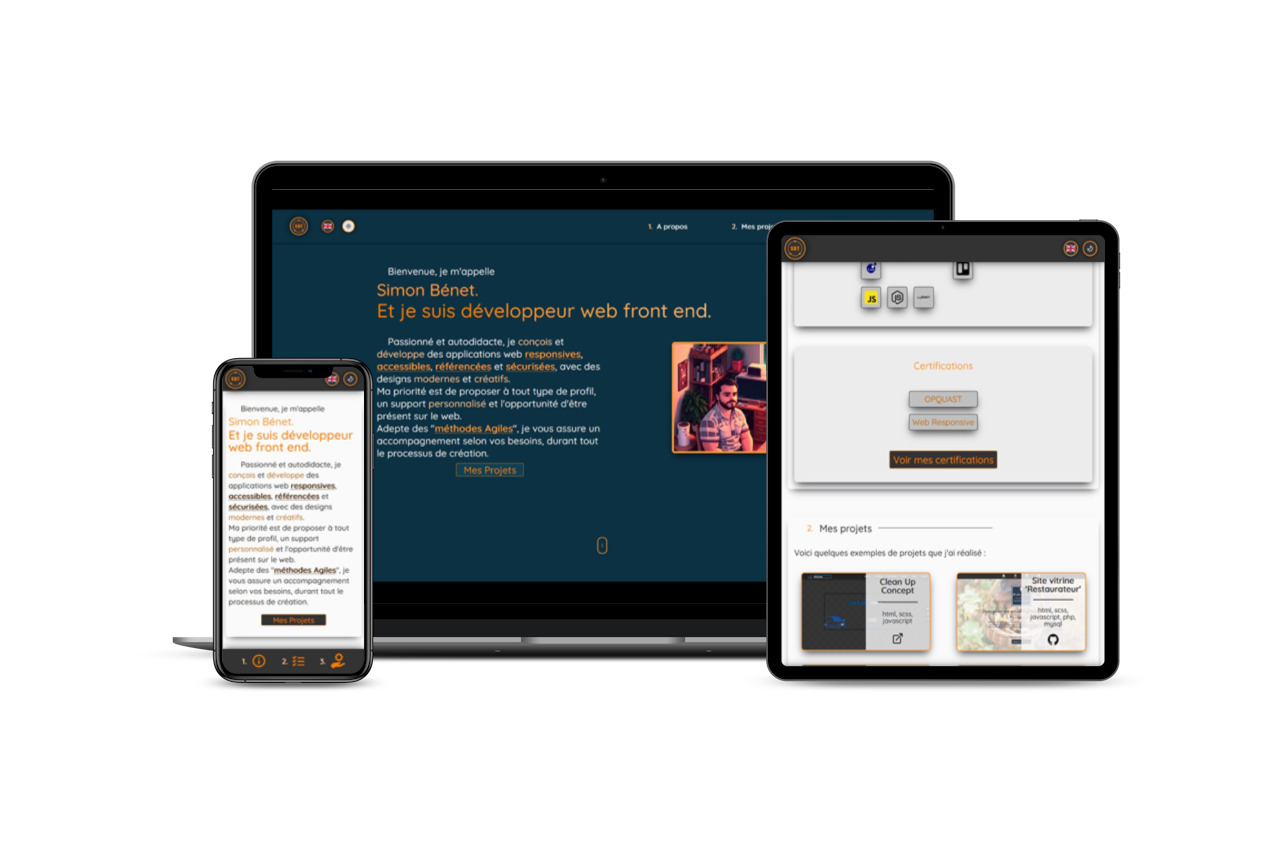 1. A propos
2. Mes proj
Bienvenue, je m'appelle
Simon Bénet.
Et je suis développeur web front end.
Passionné et autodidacte, je conçois et
développe des applications web responsives,
accessibles, référencées et sécurisées, avec des
designs modernes et créatifs.
Ma priorité est de proposer à tout type de profil,
un support personnalisé et l'opportunité d'être
présent sur le web.
Adepte des "méthodes Agiles", je vous assure un
accompagnement selon vos besoins, durant tout
le processus de création.
Mes Projets
Bienvenue, je m'appelle
Simon Bénet.
Et je suis développeur
web front end.
Passionné et autodidacte, je
conçois et développe des
applications web responsives,
accessibles, référencées et
sécurisées, avec des designs
modernes et créatifs.
Ma priorité est de proposer à tout
type de profil, un support
personnalisé et l'opportunité d'être
présent sur le web.
Adepte des "méthodes Agiles", je
vous assure un accompagnement
selon vos besoins, durant tout le
processus de création.
Mes Projets
1. 2. 3.
JS
Certifications
OPQUAST
Web Responsive
Voir mes certifications
2. Mes projets
Voici quelques exemples de projets que j'ai réalisé :
Clean Up
Concept
html, scss,
javascript
Site vitrine
'Restaurateur'
html, scss,
javascript, php,
mysql